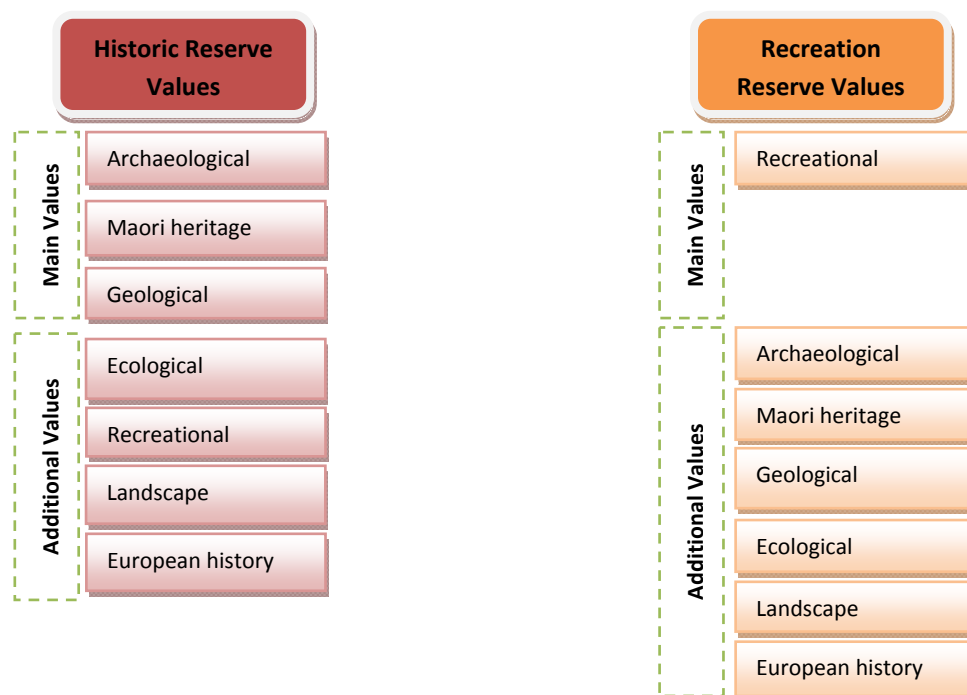 Historic Reserve
Values
Main Values
Archaeological
Maori heritage
Geological
Additional Values
Ecological
Recreational
Landscape
European history
Recreation
Reserve Values
Main Values
Recreational
Additional Values
Archaeological
Maori heritage
Geological
Ecological
Landscape
European history